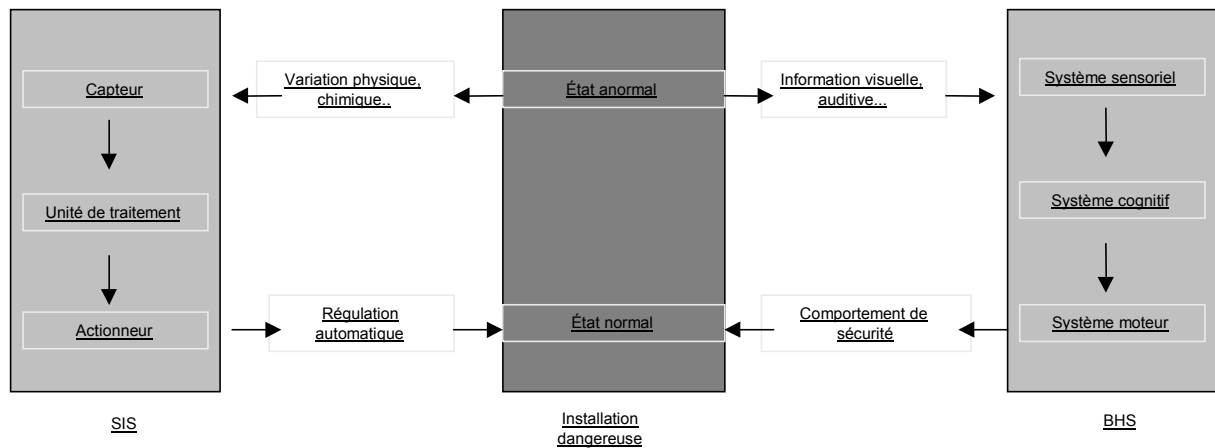 Capteur
Variation physique,
chimique..
État anormal
Information visuelle,
auditive...
Système sensoriel
Unité de traitement
Système cognitif
Actionneur
Régulation
automatique
État normal
Comportement de
sécurité
Système moteur
SIS
Installation
dangereuse
BHS